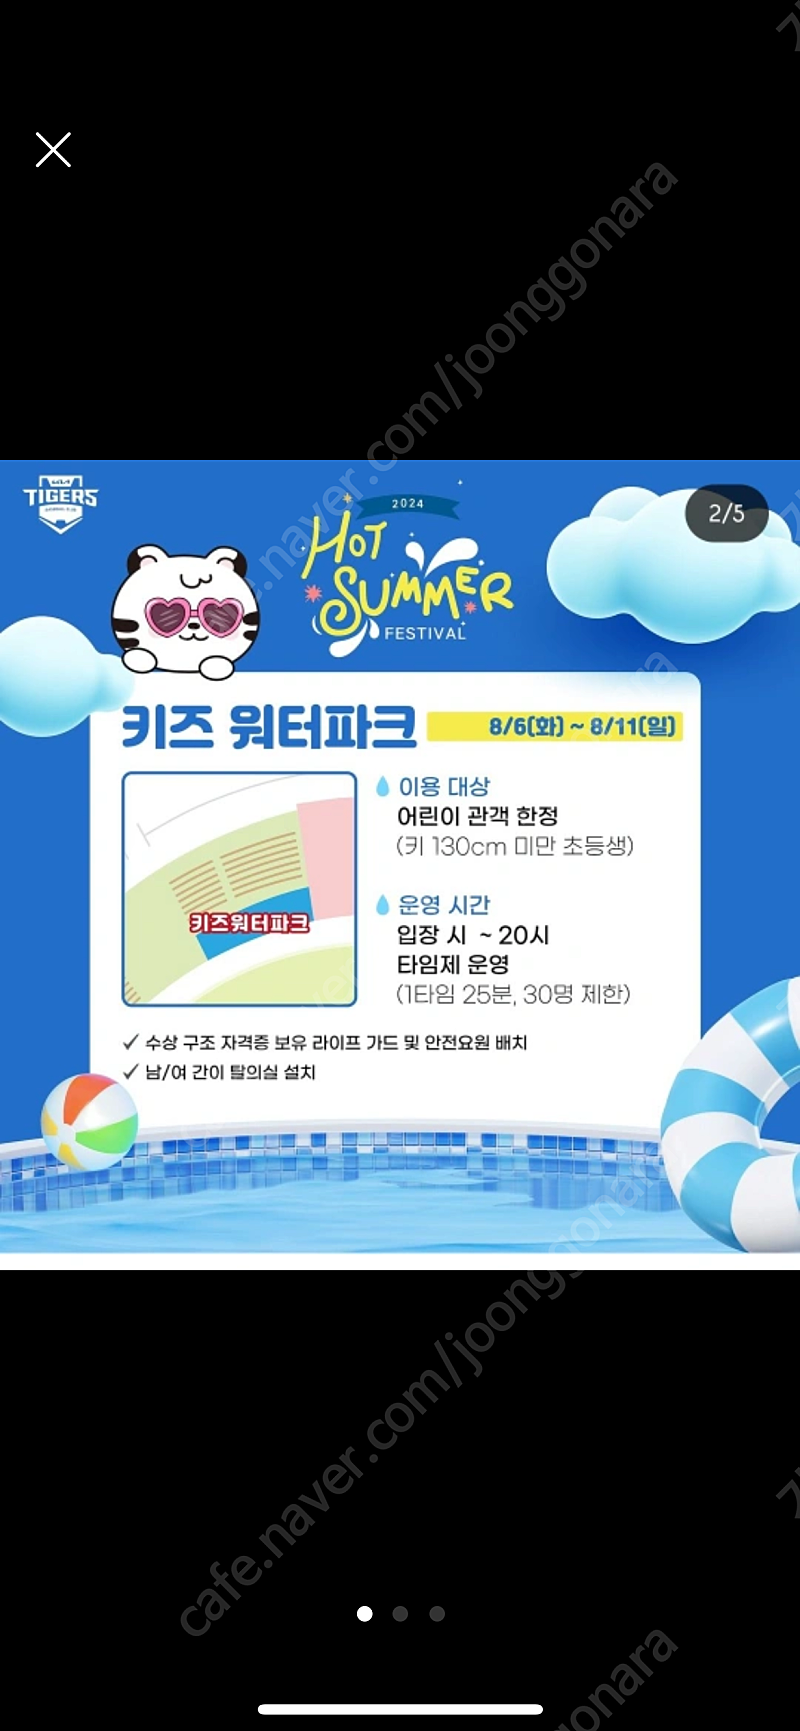 cafe.naver.com/joonggonara
KIA
TIGERS
2/5
2024
HOT
SUMMER
FESTIVAL
키즈 워터파크
8/6(화) ~ 8/11(일)
이용 대상
어린이 관객 한정
(키 130cm 미만 초등생)
키즈워터파크
운영 시간
입장 시 ~ 20시
타임제 운영
(1타임 25분, 30명 제한)
✓ 수상 구조 자격증 보유 라이프 가드 및 안전요원 배치
✓ 남/여 간이 탈의실 설치
cafe.naver.com/joonggonara